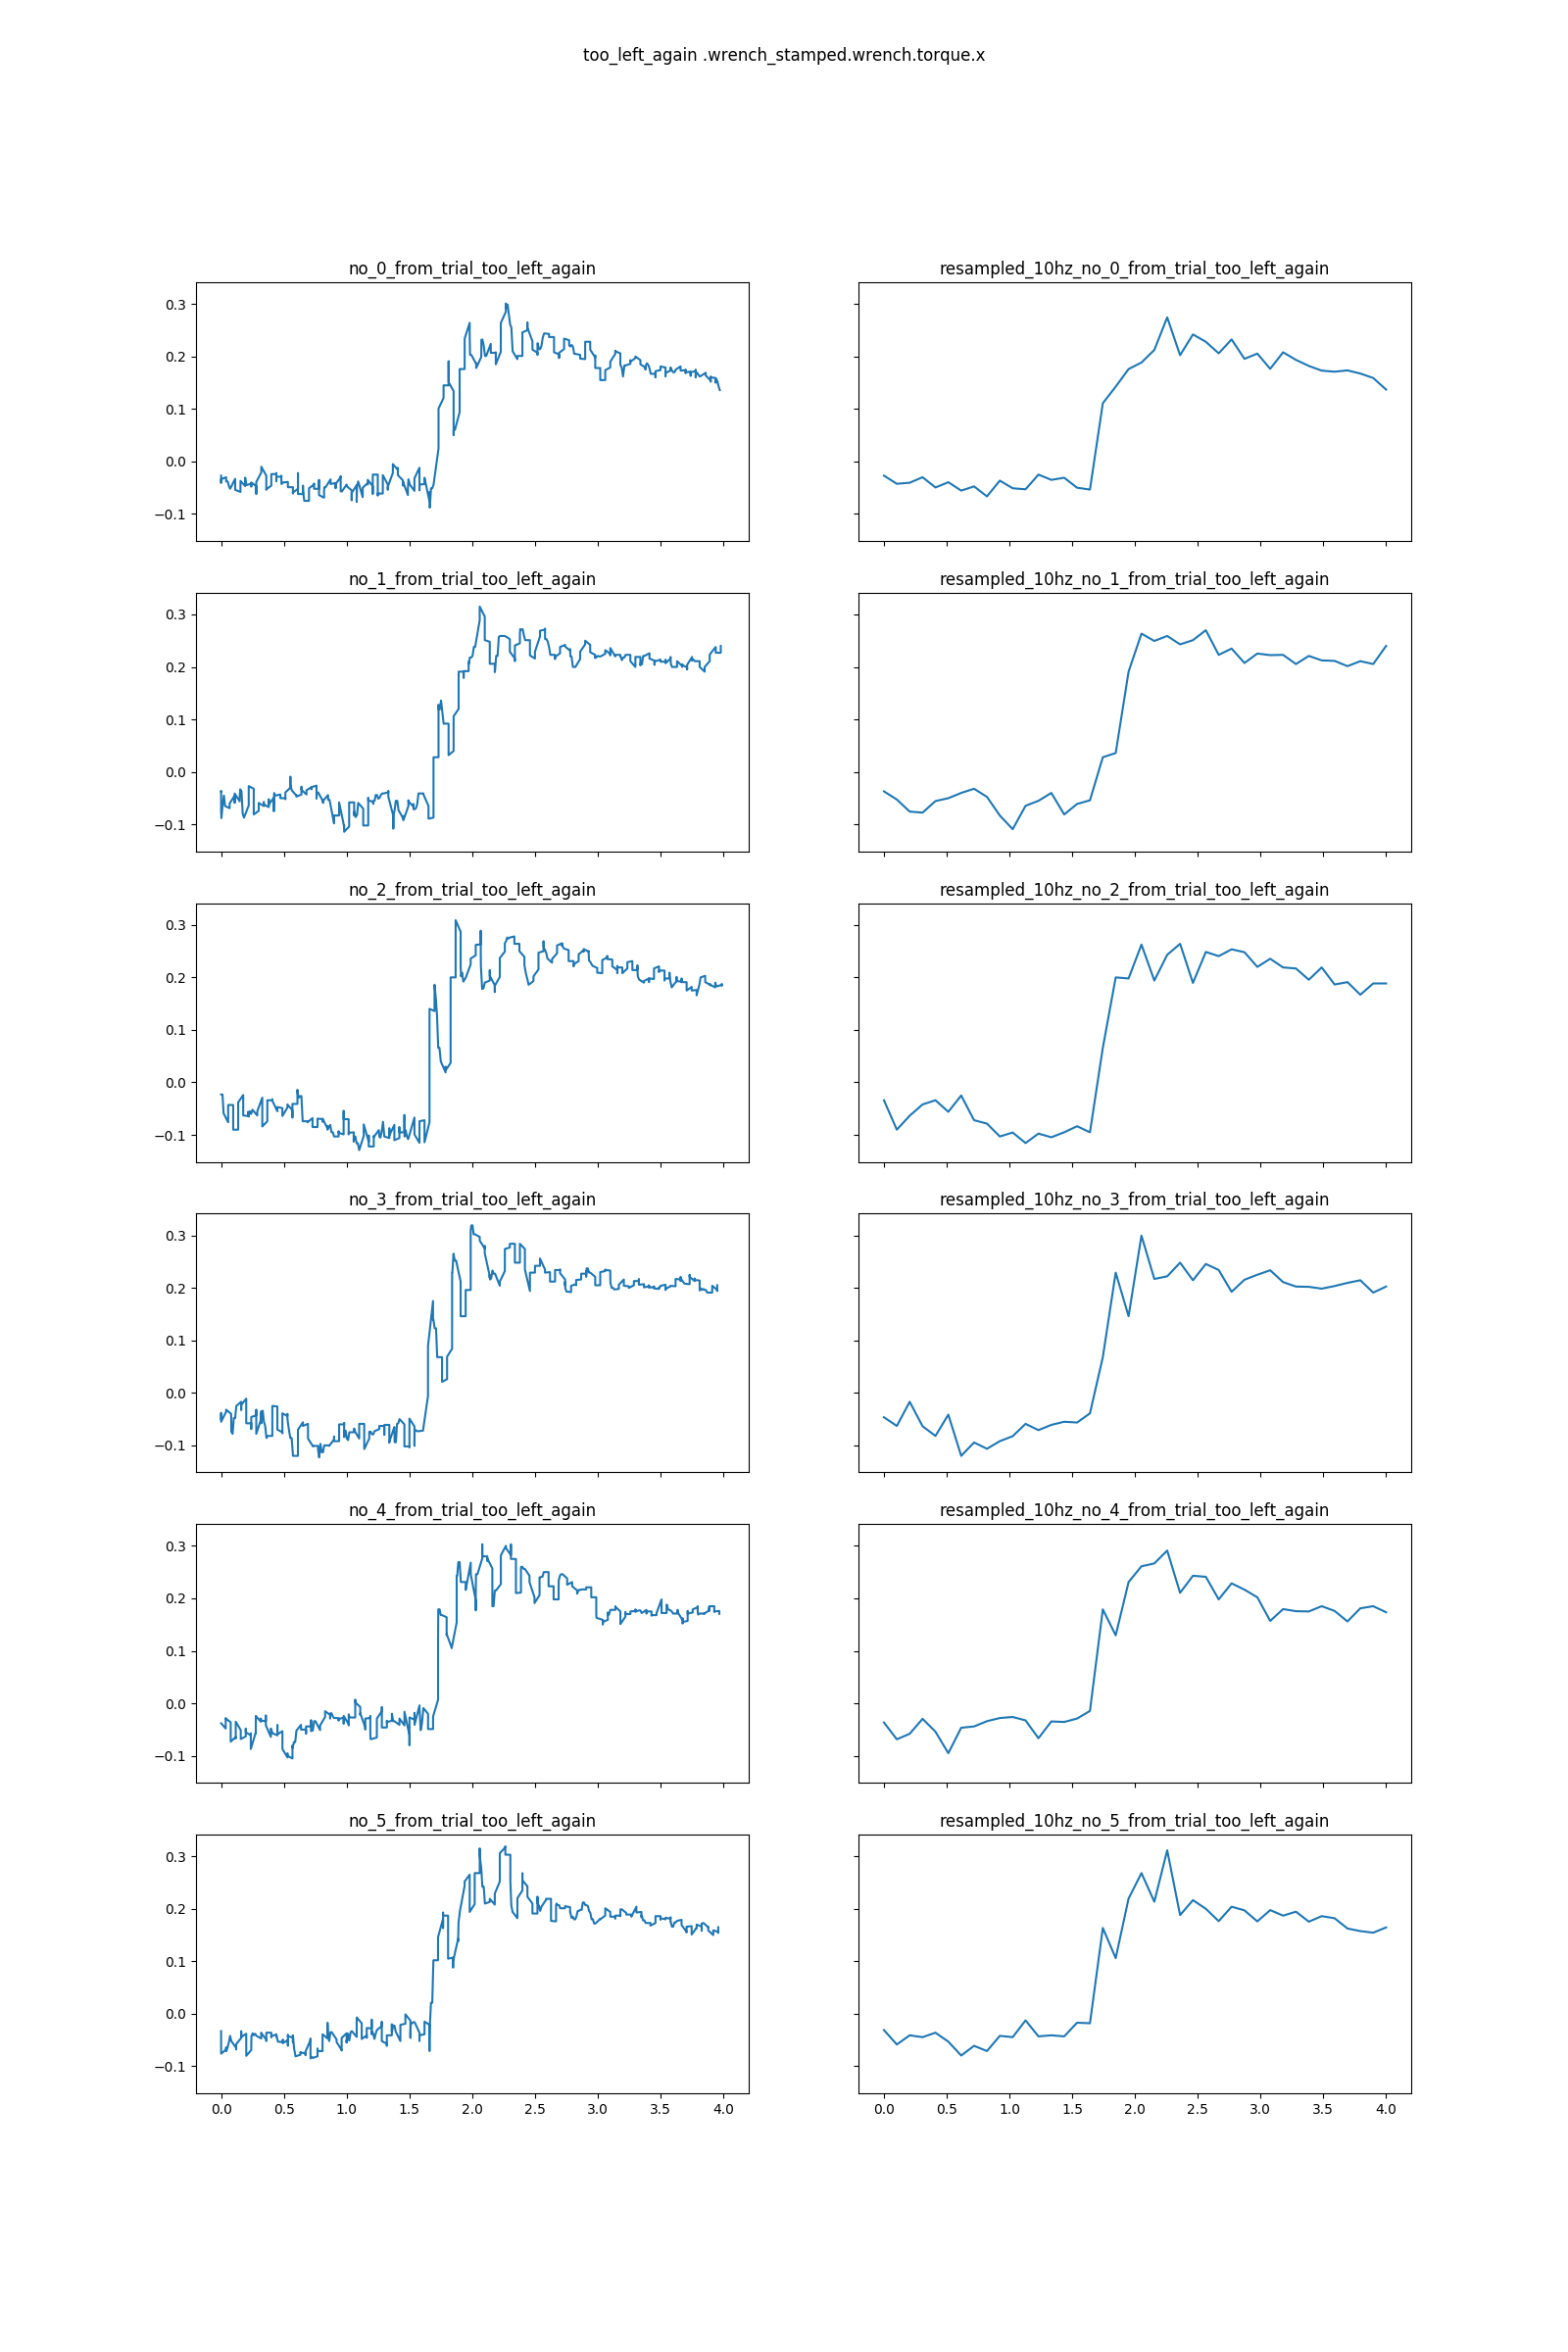 too_left_again .wrench_stamped.wrench.torque.x
no_0_from_trial_too_left_again
resampled_10hz_no_0_from_trial_too_left_again
0.3
0.2
0.1
0.0
−0.1
no_1_from_trial_too_left_again
resampled_10hz_no_1_from_trial_too_left_again
0.3
0.2
0.1
0.0
−0.1
no_2_from_trial_too_left_again
resampled_10hz_no_2_from_trial_too_left_again
0.3
0.2
0.1
0.0
−0.1
no_3_from_trial_too_left_again
resampled_10hz_no_3_from_trial_too_left_again
0.3
0.2
0.1
0.0
−0.1
no_4_from_trial_too_left_again
resampled_10hz_no_4_from_trial_too_left_again
0.3
0.2
0.1
0.0
−0.1
no_5_from_trial_too_left_again
resampled_10hz_no_5_from_trial_too_left_again
0.3
0.2
0.1
0.0
−0.1
0.0 0.5 1.0 1.5 2.0 2.5 3.0 3.5 4.0
0.0 0.5 1.0 1.5 2.0 2.5 3.0 3.5 4.0